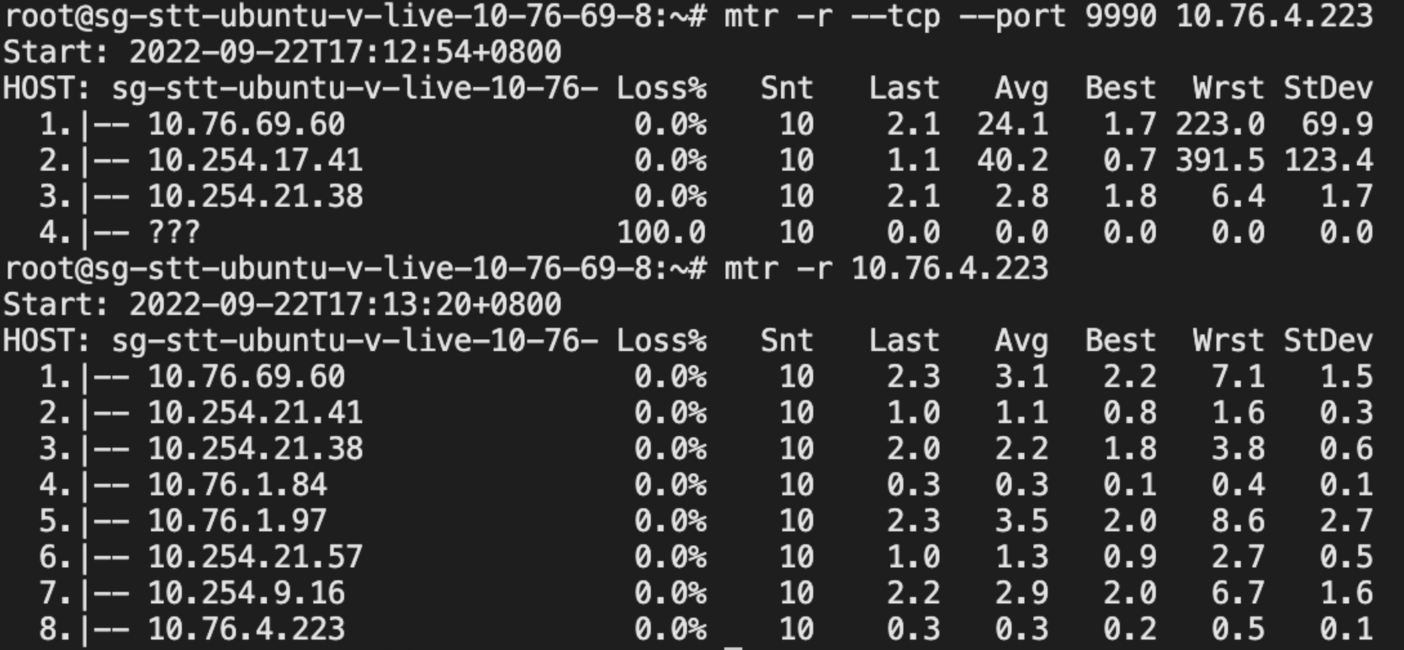 root@sg-stt-ubuntu-v-live-10-76-69-8:~# mtr -r --tcp --port 9990 10.76.4.223
Start: 2022-09-22T17:12:54+0800
HOST: sg-stt-ubuntu-v-live-10-76- Loss%   Snt   Last   Avg  Best  Wrst StDev
  1.|-- 10.76.69.60                0.0%    10    2.1  24.1   1.7 223.0  69.9
  2.|-- 10.254.17.41               0.0%    10    1.1  40.2   0.7 391.5 123.4
  3.|-- 10.254.21.38               0.0%    10    2.1   2.8   1.8   6.4   1.7
  4.|-- ???                       100.0    10    0.0   0.0   0.0   0.0   0.0
root@sg-stt-ubuntu-v-live-10-76-69-8:~# mtr -r 10.76.4.223
Start: 2022-09-22T17:13:20+0800
HOST: sg-stt-ubuntu-v-live-10-76- Loss%   Snt   Last   Avg  Best  Wrst StDev
  1.|-- 10.76.69.60                0.0%    10    2.3   3.1   2.2   7.1   1.5
  2.|-- 10.254.21.41               0.0%    10    1.0   1.1   0.8   1.6   0.3
  3.|-- 10.254.21.38               0.0%    10    2.0   2.2   1.8   3.8   0.6
  4.|-- 10.76.1.84                 0.0%    10    0.3   0.3   0.1   0.4   0.1
  5.|-- 10.76.1.97                 0.0%    10    2.3   3.5   2.0   8.6   2.7
  6.|-- 10.254.21.57               0.0%    10    1.0   1.3   0.9   2.7   0.5
  7.|-- 10.254.9.16                0.0%    10    2.2   2.9   2.0   6.7   1.6
  8.|-- 10.76.4.223                0.0%    10    0.3   0.3   0.2   0.5   0.1